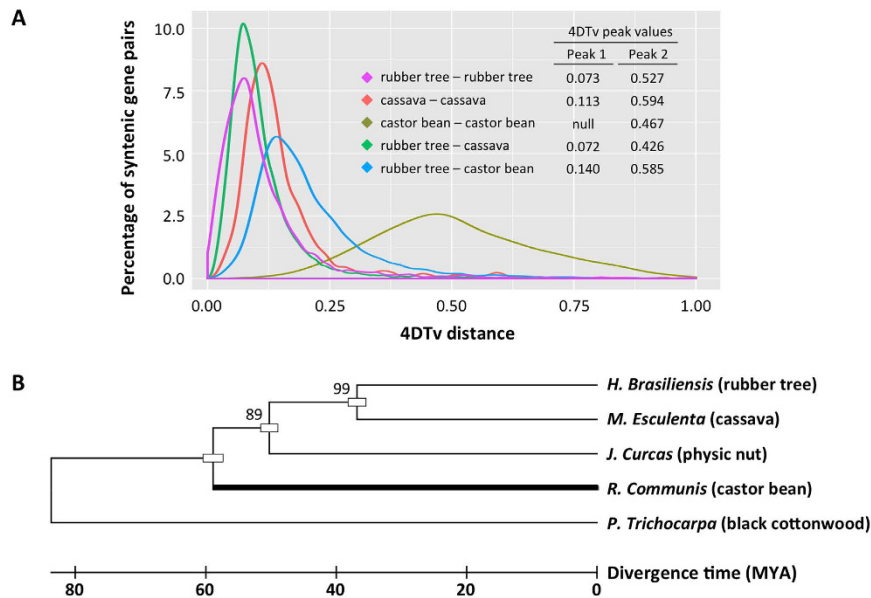 A
Percentage of syntenic gene pairs
10.0
7.5
5.0
2.5
0.0
4DTv peak values
Peak 1 Peak 2
rubber tree – rubber tree 0.073 0.527
cassava – cassava 0.113 0.594
castor bean – castor bean null 0.467
rubber tree – cassava 0.072 0.426
rubber tree – castor bean 0.140 0.585
0.00 0.25 0.50 0.75 1.00
4DTv distance
B
99
H. Brasiliensis (rubber tree)
89
M. Esculenta (cassava)
J. Curcas (physic nut)
R. Communis (castor bean)
P. Trichocarpa (black cottonwood)
Divergence time (MYA)
80 60 40 20 0